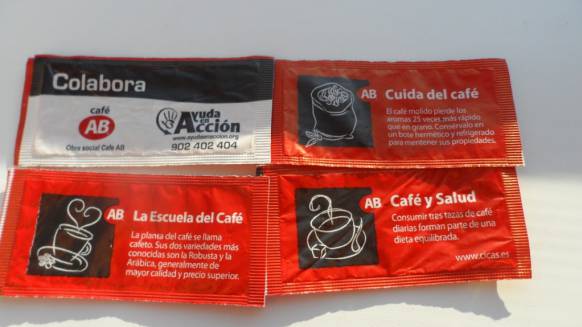 Colabora
café
AB
Ayuda
en
Acción
www.ayudaenaccion.org
Obra social Cafe AB
902 402 404
AB Cuida del café
El café molido pierde los
aromas 25 veces más rápido
que en grano. Consérvalo en
un bote hermético y refrigerado
para mantener sus propiedades.
AB La Escuela del Café
La plansa del café se llama
cafeto. Sus dos variedades más
conocidas son la Robusta y la
Arábica, generalmente de
mayor calidad y precio superior.
AB Café y Salud
Consumir tres tazas de café
diarias forman parte de una
dieta equilibrada.
www.cicas.es